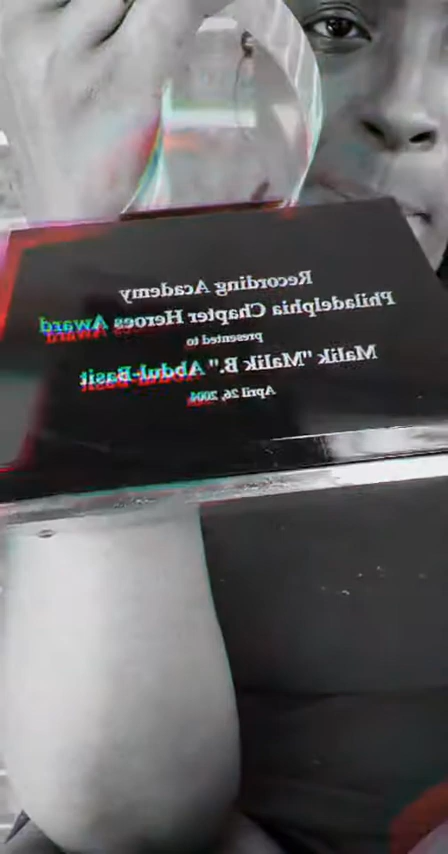 Recording Academy
Philadelphia Chapter Heroes Award
presented to
Malik "Malik B." Abdul-Basit
April 26, 2004